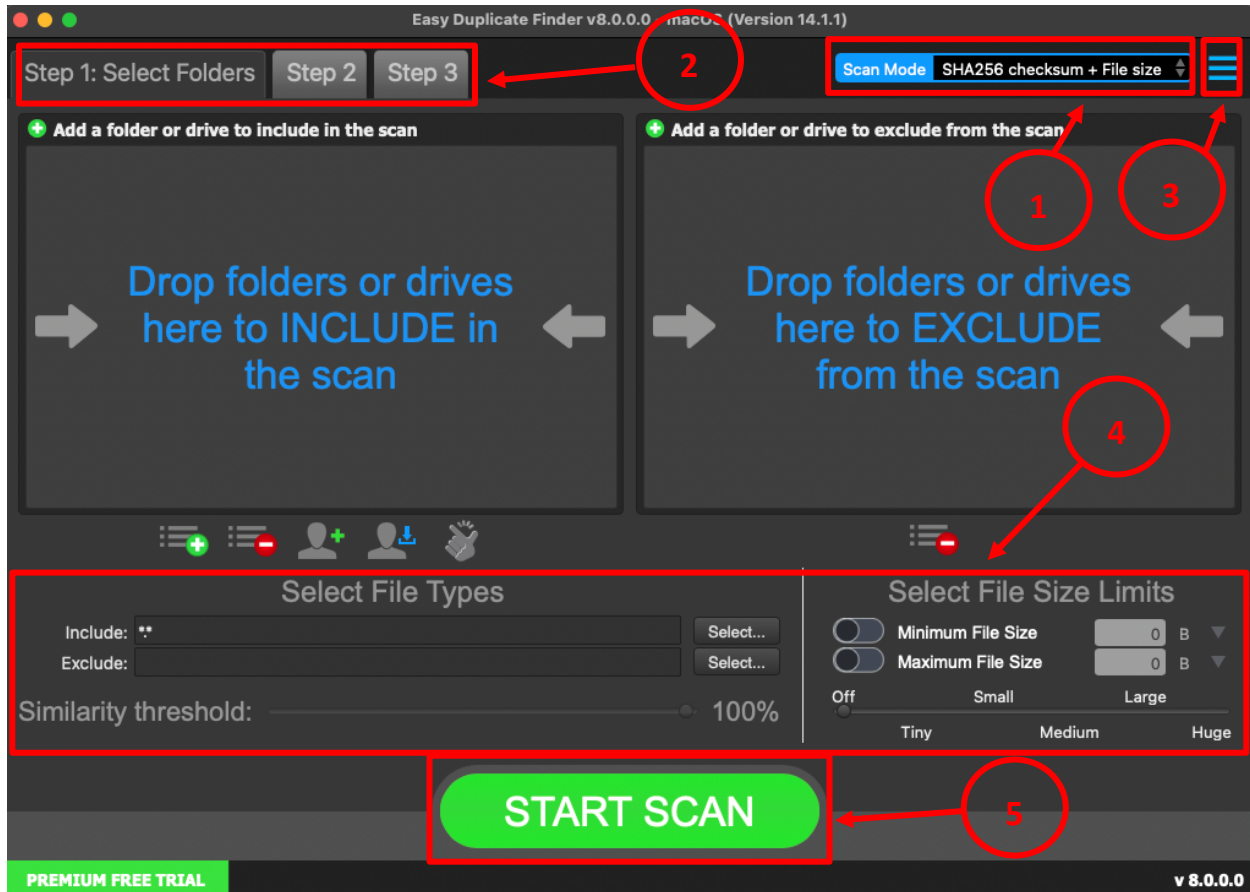 Easy Duplicate Finder v8.0.0.0 - macOS (Version 14.1.1)
Step 1: Select Folders Step 2 Step 3
2
Scan Mode SHA256 checksum + File size
Add a folder or drive to include in the scan
Add a folder or drive to exclude from the scan
1
3
Drop folders or drives
here to INCLUDE in
the scan
Drop folders or drives
here to EXCLUDE
from the scan
4
Select File Types
Include: *.*
Select...
Exclude:
Select...
Similarity threshold: 100%
Select File Size Limits
Minimum File Size 0 B
Maximum File Size 0 B
Off Small Large
Tiny Medium Huge
START SCAN
5
PREMIUM FREE TRIAL
v 8.0.0.0